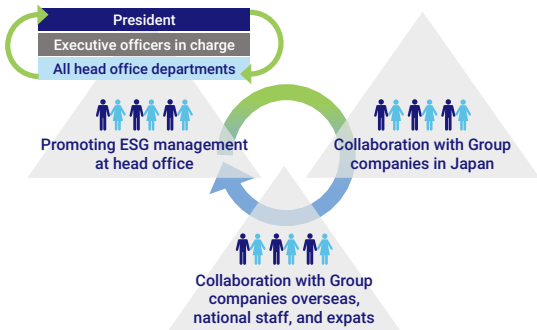 President
Executive officers in charge
All head office departments
Promoting ESG management
at head office
Collaboration with Group
companies in Japan
Collaboration with Group
companies overseas,
national staff, and expats